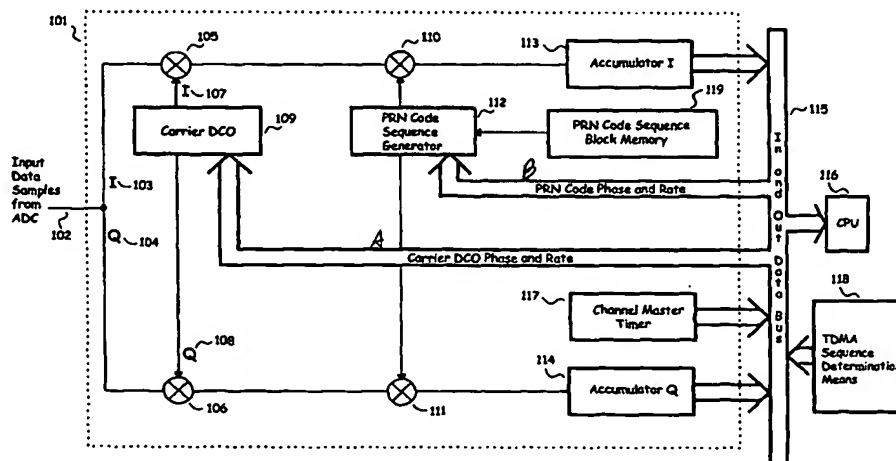 101
105
110
113
Accumulator I
I
107
119
112
115
109
Carrier DCO
PRN Code
Sequence
Generator
PRN Code Sequence
Block Memory
Input
Data
Samples
from
ADC
I
103
102
Q
104
B
PRN Code Phase and Rate
In and Out Data Bus
116
CPU
A
Carrier DCO Phase and Rate
117
Channel Master
Timer
118
TDMA
Sequence
Determination
Means
Q
108
114
Accumulator Q
106
111